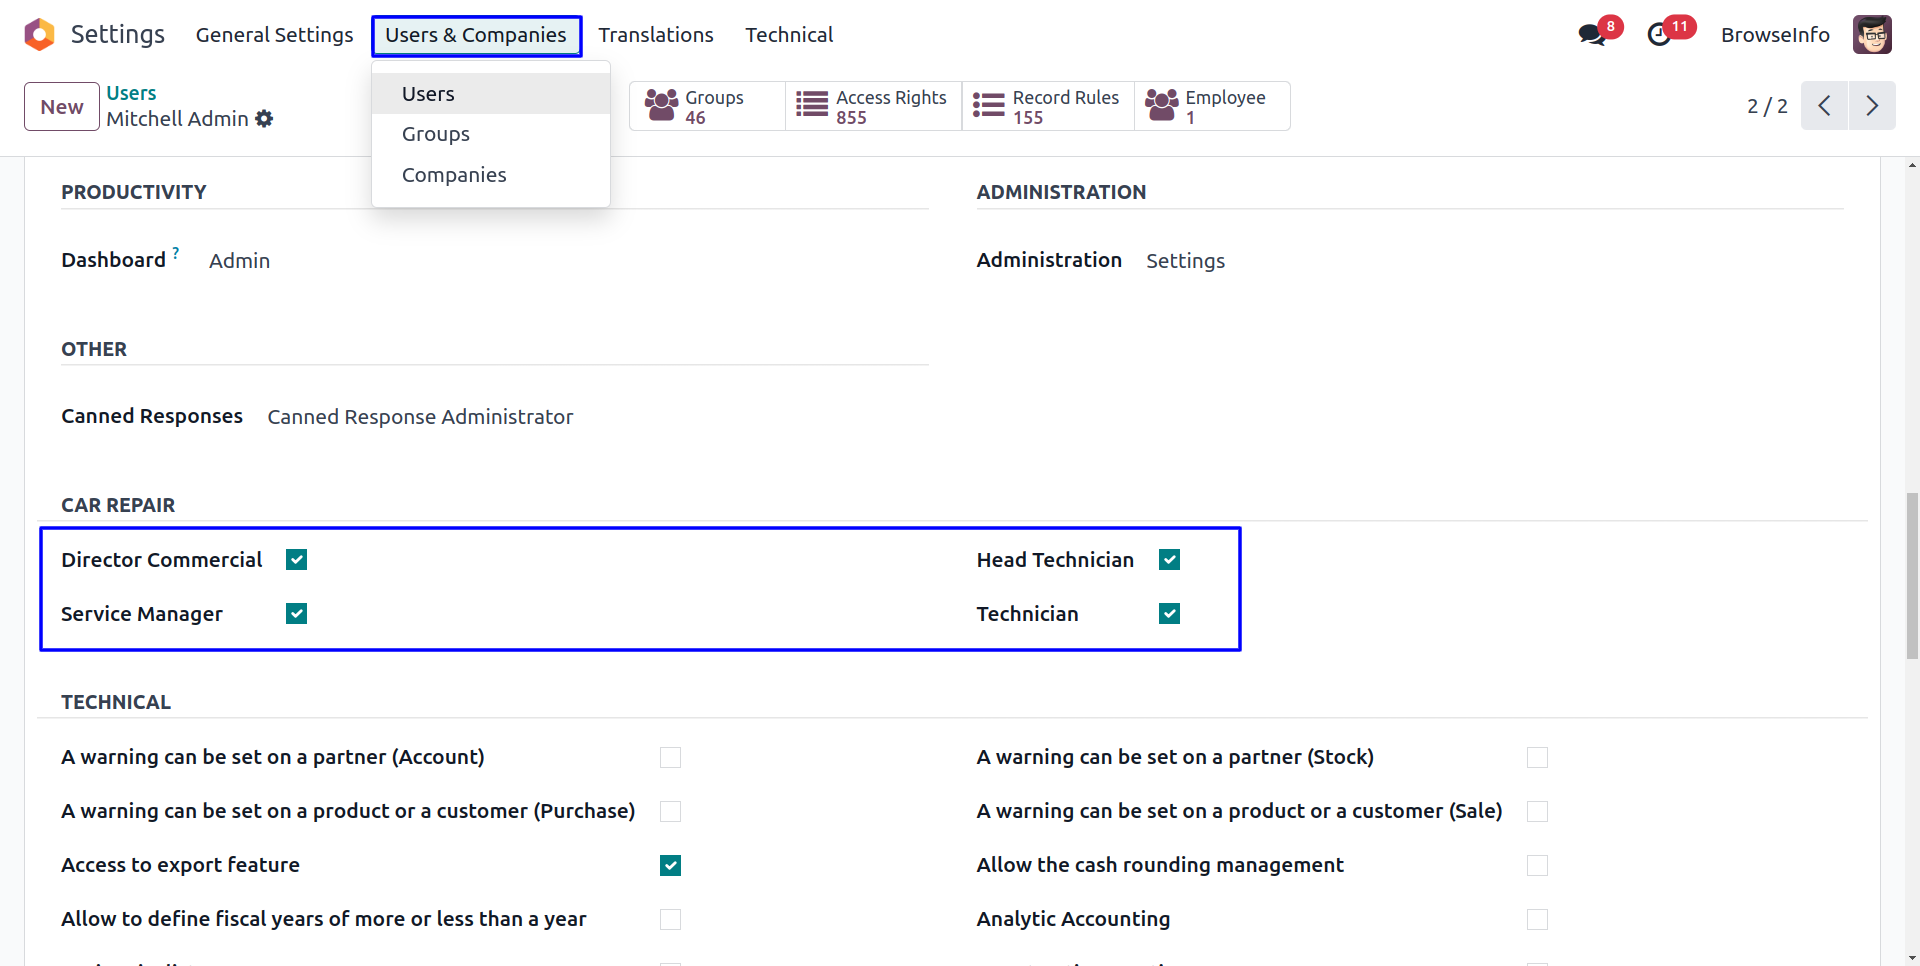 Settings General Settings Users & Companies Translations Technical 8 11 BrowseInfo
New Users
Mitchell Admin
Users
Groups
Companies
Groups 46
Access Rights 855
Record Rules 155
Employee 1
2 / 2
PRODUCTIVITY ADMINISTRATION
Dashboard ? Admin Administration Settings
OTHER
Canned Responses Canned Response Administrator
CAR REPAIR
Director Commercial Head Technician
Service Manager Technician
TECHNICAL
A warning can be set on a partner (Account) A warning can be set on a partner (Stock)
A warning can be set on a product or a customer (Purchase) A warning can be set on a product or a customer (Sale)
Access to export feature Allow the cash rounding management
Allow to define fiscal years of more or less than a year Analytic Accounting